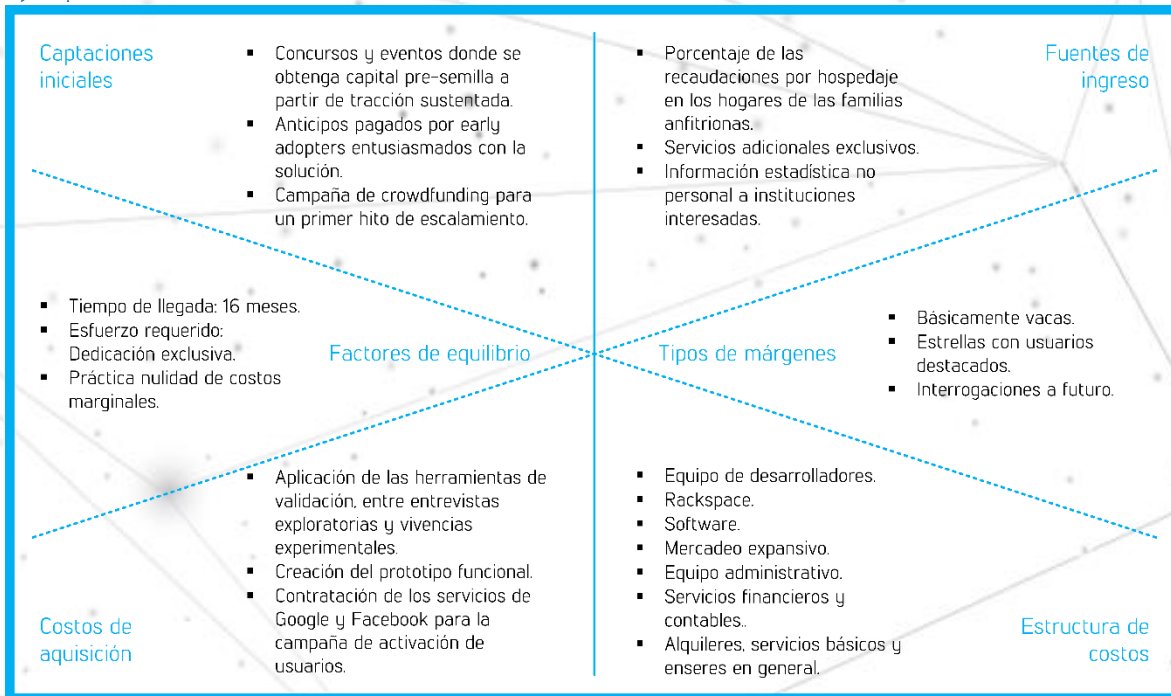 Captaciones
iniciales
▪ Concursos y eventos donde se
obtenga capital pre-semilla a
partir de tracción sustentada.
▪ Anticipos pagados por early
adopters entusiasmados con la
solución.
▪ Campaña de crowdfunding para
un primer hito de escalamiento.
▪ Porcentaje de las
recaudaciones por hospedaje
en los hogares de las familias
anfitrionas.
▪ Servicios adicionales exclusivos.
▪ Información estadística no
personal a instituciones
interesadas.
Fuentes de
ingreso
▪ Tiempo de llegada: 16 meses.
▪ Esfuerzo requerido:
Dedicación exclusiva.
▪ Práctica nulidad de costos
marginales.
Factores de equilibrio
Tipos de márgenes
▪ Básicamente vacas.
▪ Estrellas con usuarios
destacados.
▪ Interrogaciones a futuro.
Costos de
aquisición
▪ Aplicación de las herramientas de
validación, entre entrevistas
exploratorias y vivencias
experimentales.
▪ Creación del prototipo funcional.
▪ Contratación de los servicios de
Google y Facebook para la
campaña de activación de
usuarios.
▪ Equipo de desarrolladores.
▪ Rackspace.
▪ Software.
▪ Mercadeo expansivo.
▪ Equipo administrativo.
▪ Servicios financieros y
contables..
▪ Alquileres, servicios básicos y
enseres en general.
Estructura de
costos